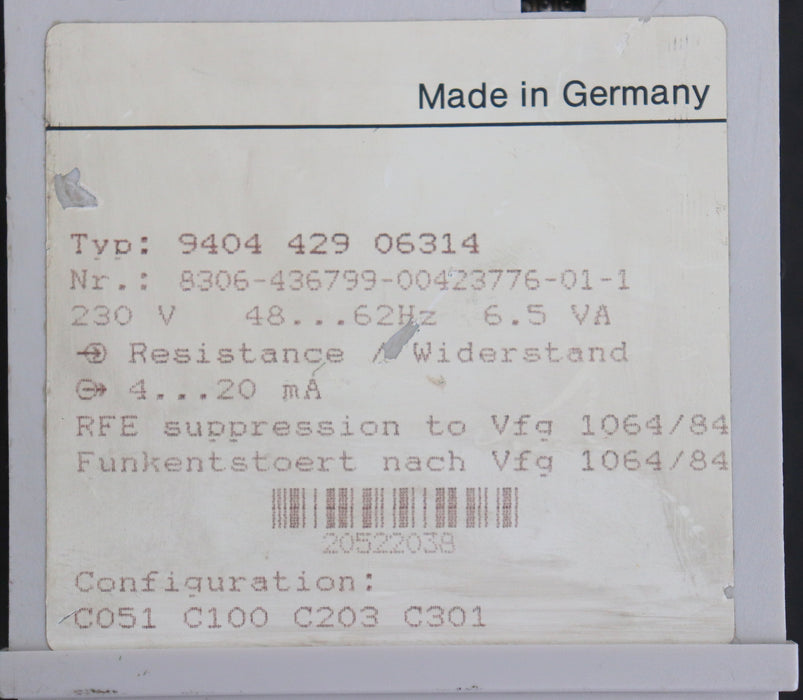 Made in Germany
Typ: 9404 429 06314
Nr.: 8306-436799-00423776-01-1
230 V 48...62Hz 6.5 VA
Resistance / Widerstand
4...20 mA
RFE suppression to Vfg 1064/84
Funkentstoert nach Vfg 1064/84
20522038
Configuration:
C051 C100 C203 C301